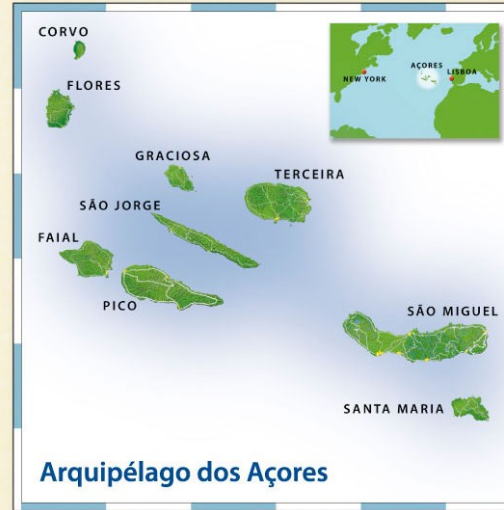 CORVO
FLORES
AÇORES
NEW YORK
LISBOA
GRACIOSA
TERCEIRA
SÃO JORGE
FAIAL
PICO
SÃO MIGUEL
SANTA MARIA
Arquipélago dos Açores